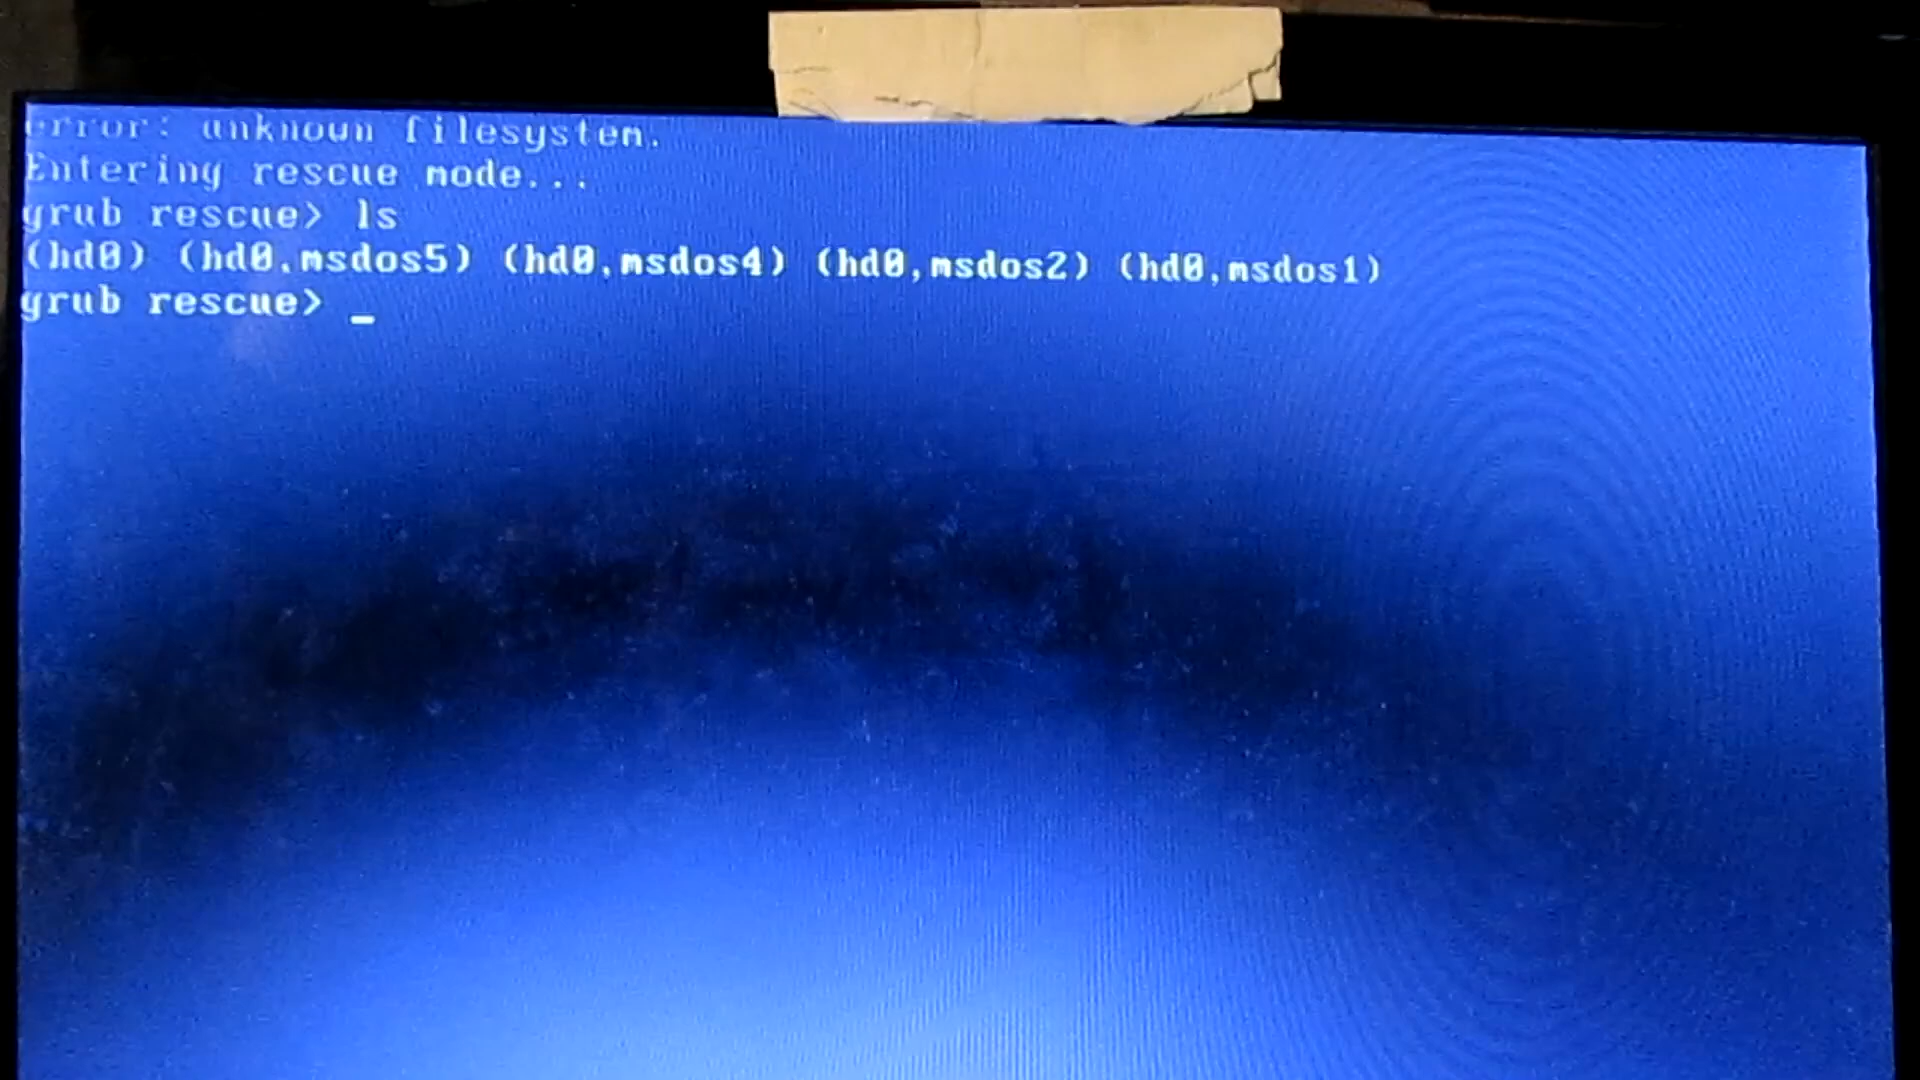 error: unknown filesystem.
Entering rescue mode...
grub rescue> ls
(hd0) (hd0,msdos5) (hd0,msdos4) (hd0,msdos2) (hd0,msdos1)
grub rescue> _